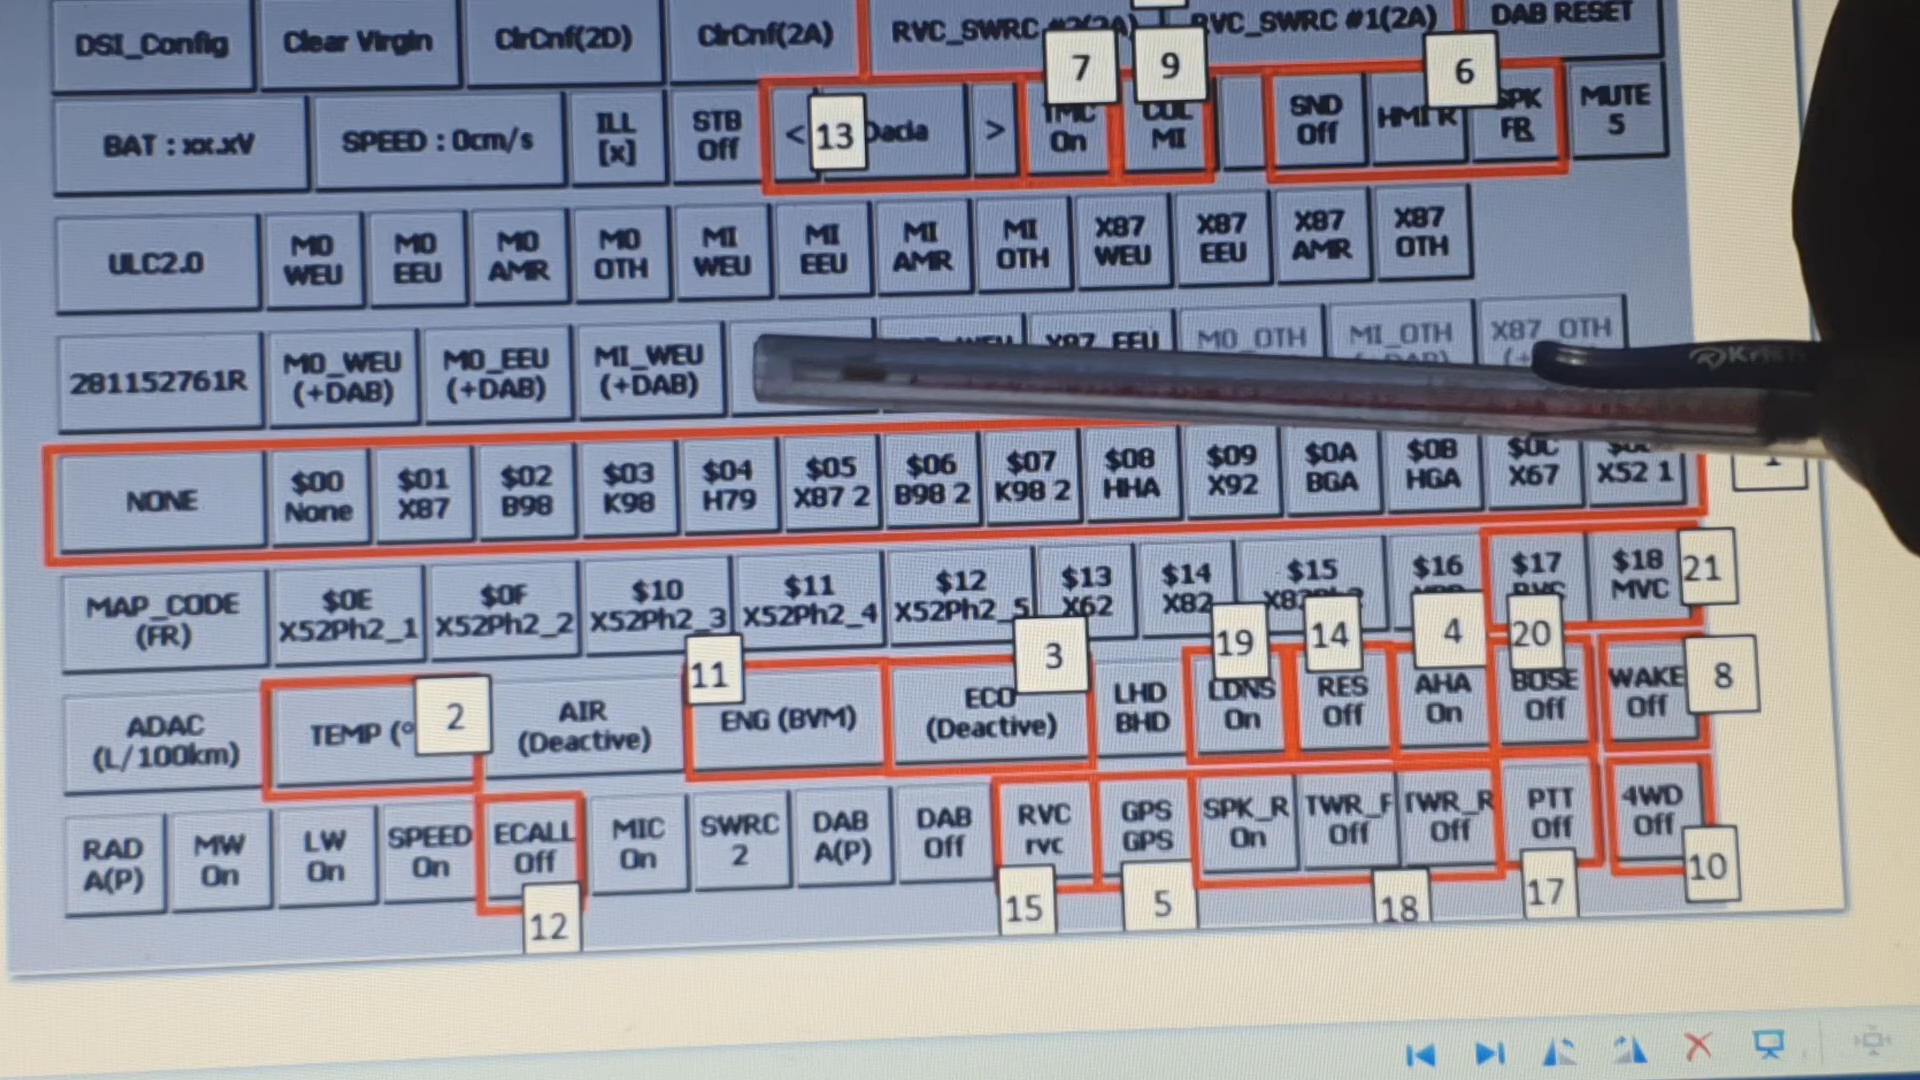 DSI_Config Clear Virgin ClrCnf(2D) ClrCnf(2A) RVC_SWRC RVC_SWRC #1(2A) DAB RESET
7 9 6
BAT : xx.xV SPEED : 0cm/s ILL STB < 13 Dacia > TMC MI SND HMI R SPK MUTE
[x] Off On Off FR 5
ULC2.0 M0 M0 M0 M0 MI MI MI MI X87 X87 X87 X87
WEU EEU AMR OTH WEU EEU AMR OTH WEU EEU AMR OTH
281152761R M0_WEU M0_EEU MI_WEU X87_EEU M0_OTH MI_OTH X87_OTH
(+DAB) (+DAB) (+DAB)
NONE $00 $01 $02 $03 $04 $05 $06 $07 $08 $09 $0A $0B $0C
None X87 B98 K98 H79 X87 2 B98 2 K98 2 HHA X92 BGA HGA X67 X52 1
MAP_CODE $0E $0F $10 $11 $12 $13 $14 $15 $16 $17 $18 21
(FR) X52Ph2_1 X52Ph2_2 X52Ph2_3 X52Ph2_4 X52Ph2_5 X62 X82 RVC MVC
11 3 19 14 4 20
ADAC TEMP (° 2 AIR ENG (BVM) ECO LHD LDNS RES AHA BOSE WAKE 8
(L/100km) (Deactive) (Deactive) BHD On Off On Off Off
RAD MW LW SPEED ECALL MIC SWRC DAB DAB RVC GPS SPK_R TWR_F TWR_R PTT 4WD
A(P) On On On Off On 2 A(P) Off rvc GPS On Off Off Off Off
12 15 5 18 17 10